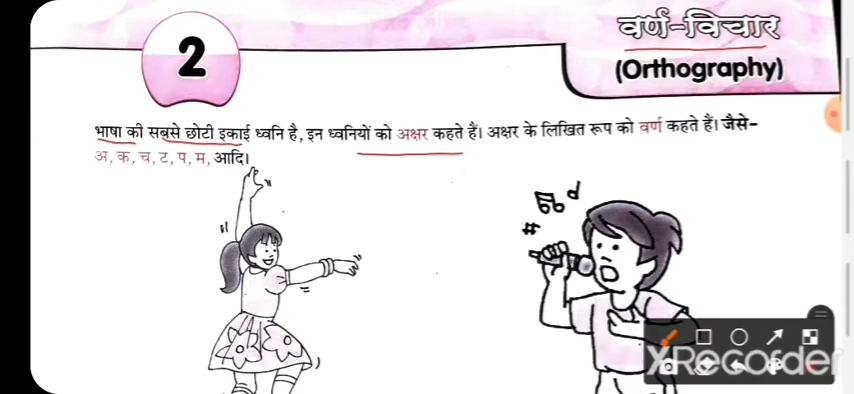 2
वर्ण-विचार
(Orthography)
भाषा की सबसे छोटी इकाई ध्वनि है, इन ध्वनियों को अक्षर कहते हैं। अक्षर के लिखित रूप को वर्ण कहते हैं। जैसे–
अ, क, च, ट, प, म, आदि।
XRecorder